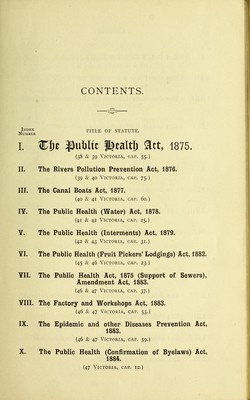 CONTENTS.
INDEX
NUMBER
TITLE OF STATUTE.
I. The Public Health Act, 1875.
(38 & 39 VICTORIA, CAP. 55.)
II. The Rivers Pollution Prevention Act, 1876.
(39 & 40 VICTORIA, CAP. 75.)
III. The Canal Boats Act, 1877.
(40 & 41 VICTORIA, CAP. 60.)
IV. The Public Health (Water) Act, 1878.
(41 & 42 VICTORIA, CAP. 25.)
V. The Public Health (Interments) Act, 1879.
(42 & 43 VICTORIA, CAP. 31.)
VI. The Public Health (Fruit Pickers' Lodgings) Act, 1882.
(45 & 46 VICTORIA, CAP. 23.)
VII. The Public Health Act, 1875 (Support of Sewers),
Amendment Act, 1883.
(46 & 47 VICTORIA, CAP. 37.)
VIII. The Factory and Workshops Act, 1883.
(46 & 47 VICTORIA, CAP. 53.)
IX. The Epidemic and other Diseases Prevention Act,
1883.
(46 & 47 VICTORIA, CAP. 59.)
X. The Public Health (Confirmation of Byelaws) Act,
1884.
(47 VICTORIA, CAP. 12.)